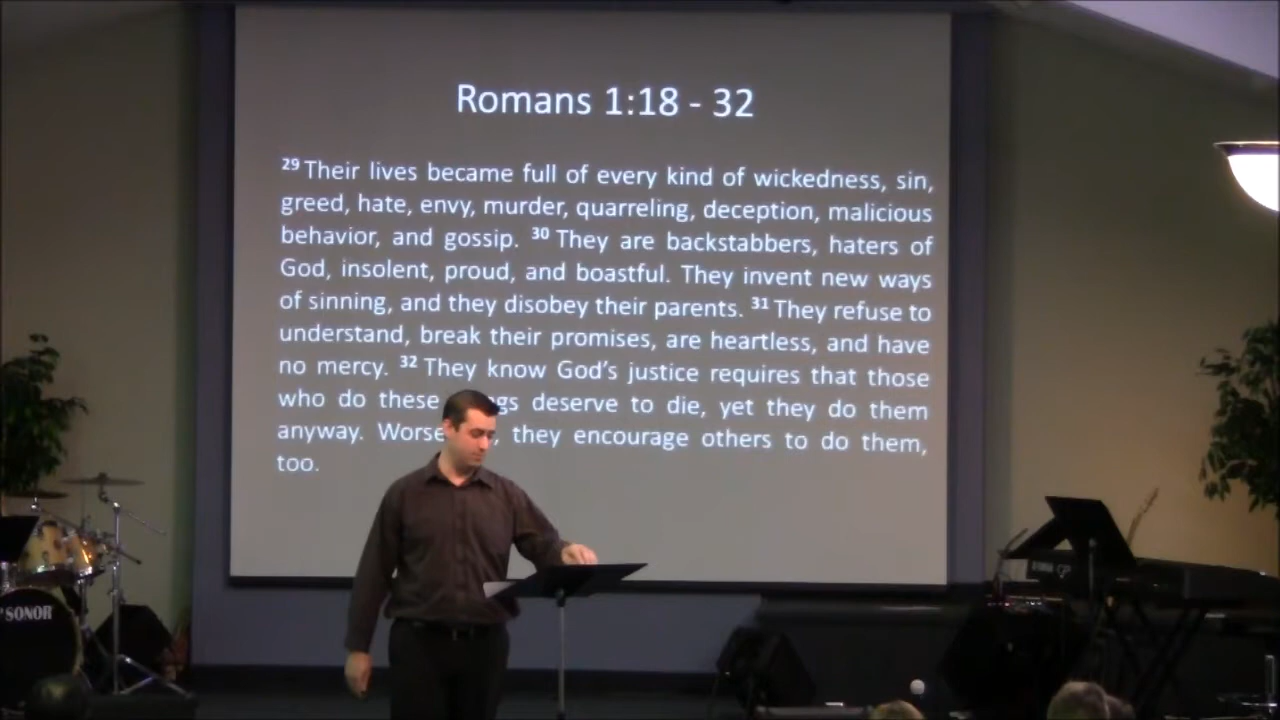 Romans 1:18 - 32
29 Their lives became full of every kind of wickedness, sin,
greed, hate, envy, murder, quarreling, deception, malicious
behavior, and gossip. 30 They are backstabbers, haters of
God, insolent, proud, and boastful. They invent new ways
of sinning, and they disobey their parents. 31 They refuse to
understand, break their promises, are heartless, and have
no mercy. 32 They know God's justice requires that those
who do these ngs deserve to die, yet they do them
anyway. Worse , they encourage others to do them,
too.
SONOR